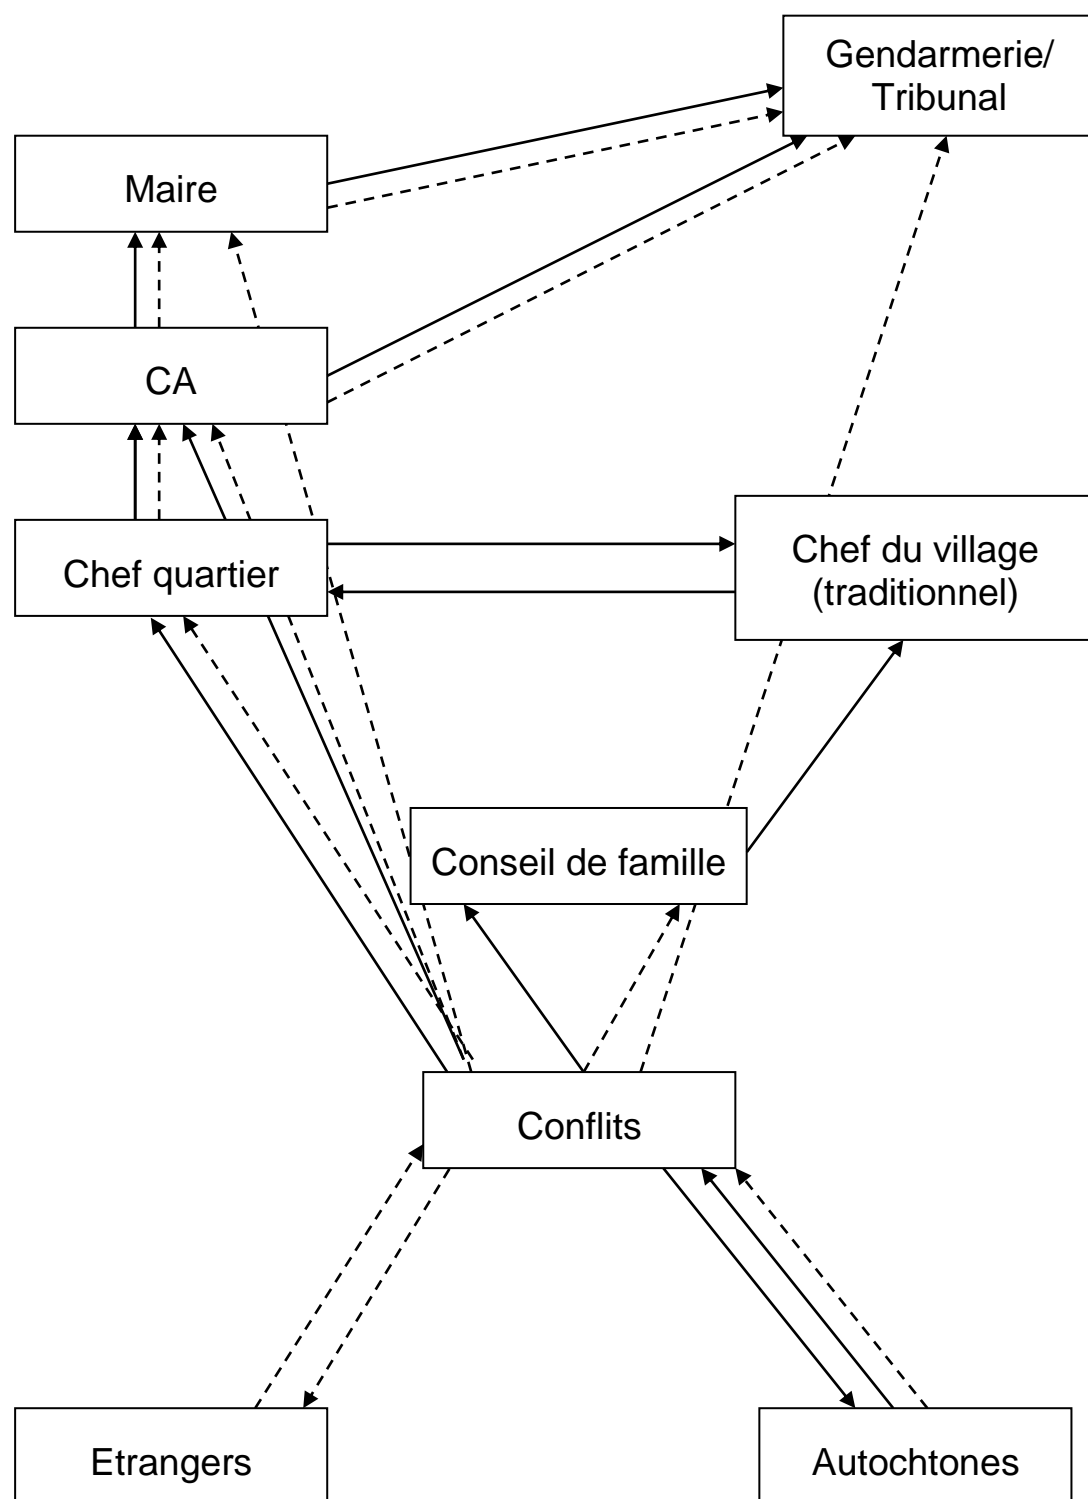 Gendarmerie/
Tribunal
Maire
CA
Chef quartier
Chef du village
(traditionnel)
Conseil de famille
Conflits
Etrangers
Autochtones